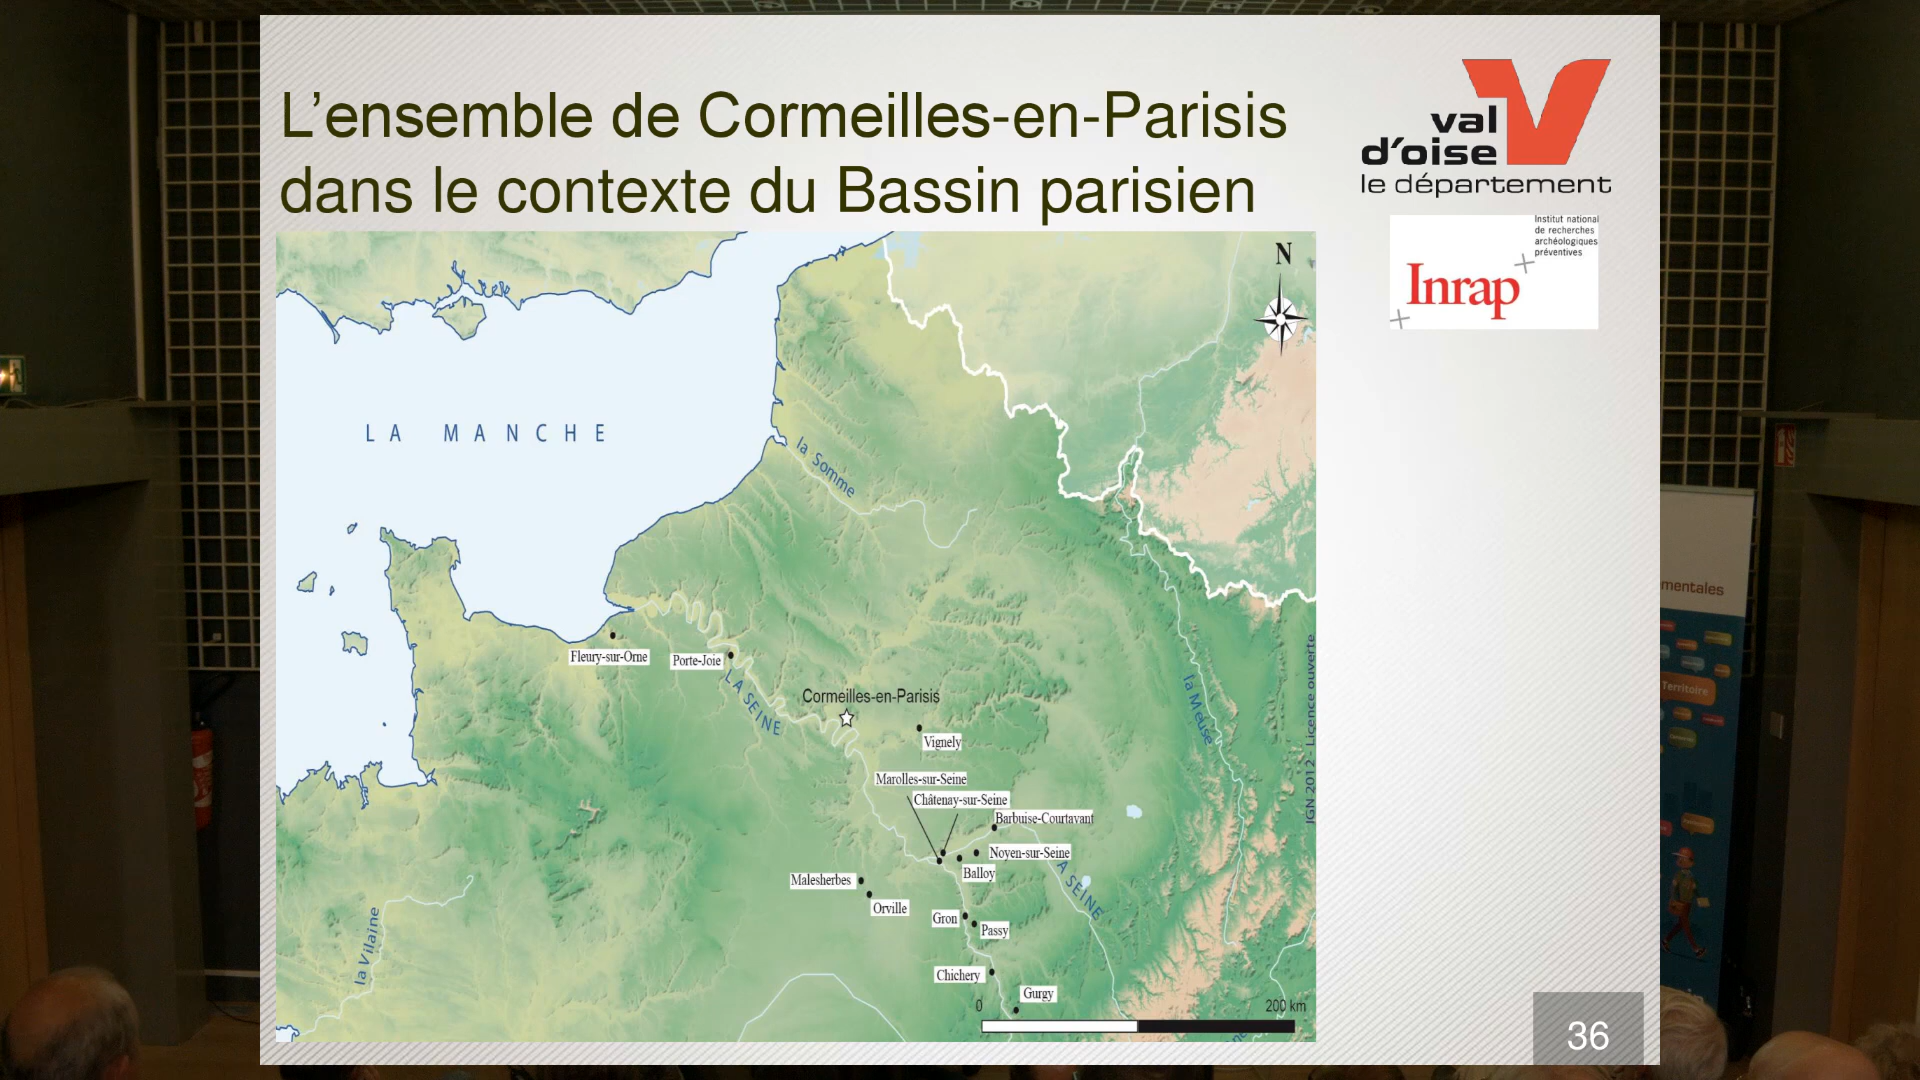 L'ensemble de Cormeilles-en-Parisis
dans le contexte du Bassin parisien
val
d'oise
le département
Institut national
de recherches
archéologiques
préventives
Inrap
N
LA MANCHE
la Somme
Fleury-sur-Orne
Porte-Joie
LA SEINE
Cormeilles-en-Parisis
Vignely
la Meuse
IGN 2012 - Licence ouverte
Marolles-sur-Seine
Châtenay-sur-Seine
Barbuise-Courtavant
Noyen-sur-Seine
Balloy
A SEINE
Malesherbes
Orville
Gron
Passy
la Vilaine
Chichery
Gurgy
0
200 km
36
mentales
Territoire